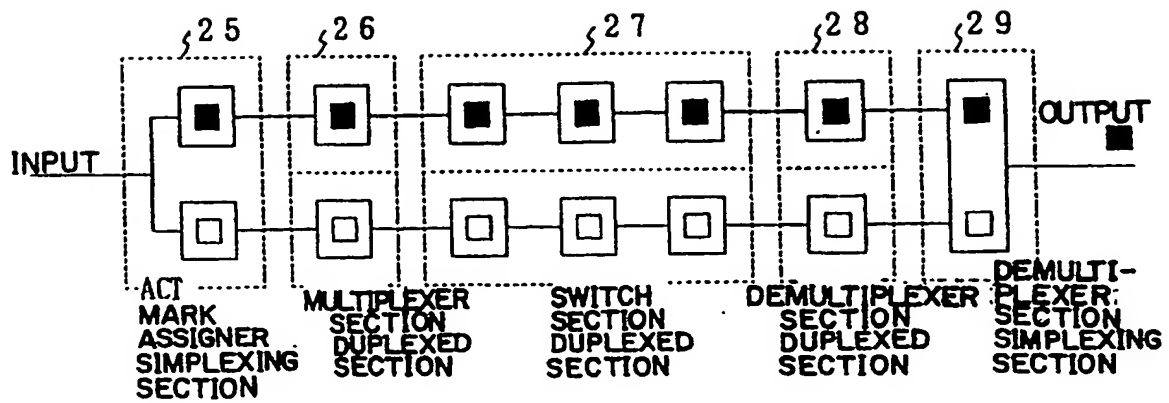 25
26
27
28
29
INPUT
OUTPUT
ACT
MARK
ASSIGNER
SIMPLEXING
SECTION
MULTIPLEXER
SECTION
DUPLEXED
SECTION
SWITCH
SECTION
DUPLEXED
SECTION
DEMULTIPLEXER
SECTION
DUPLEXED
SECTION
DEMULTI-
PLEXER
SECTION
SIMPLEXING
SECTION